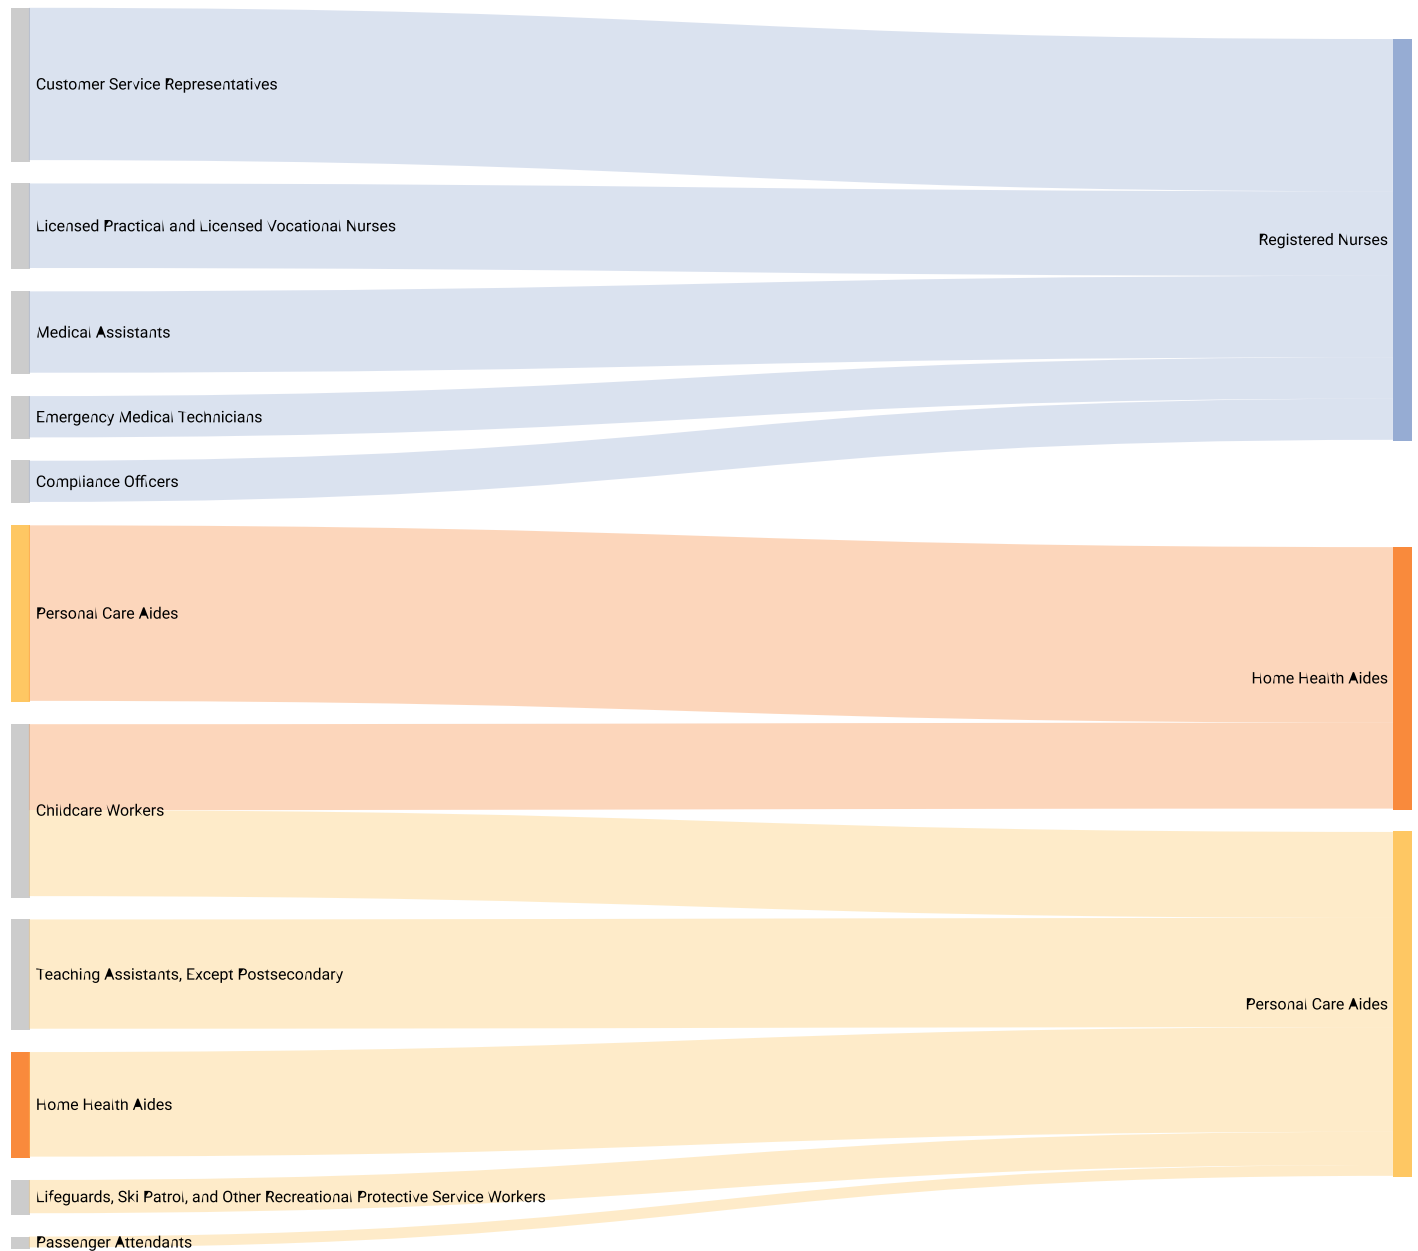 Customer Service Representatives
Licensed Practical and Licensed Vocational Nurses
Registered Nurses
Medical Assistants
Emergency Medical Technicians
Compliance Officers
Personal Care Aides
Home Health Aides
Childcare Workers
Teaching Assistants, Except Postsecondary
Personal Care Aides
Home Health Aides
Lifeguards, Ski Patrol, and Other Recreational Protective Service Workers
Passenger Attendants